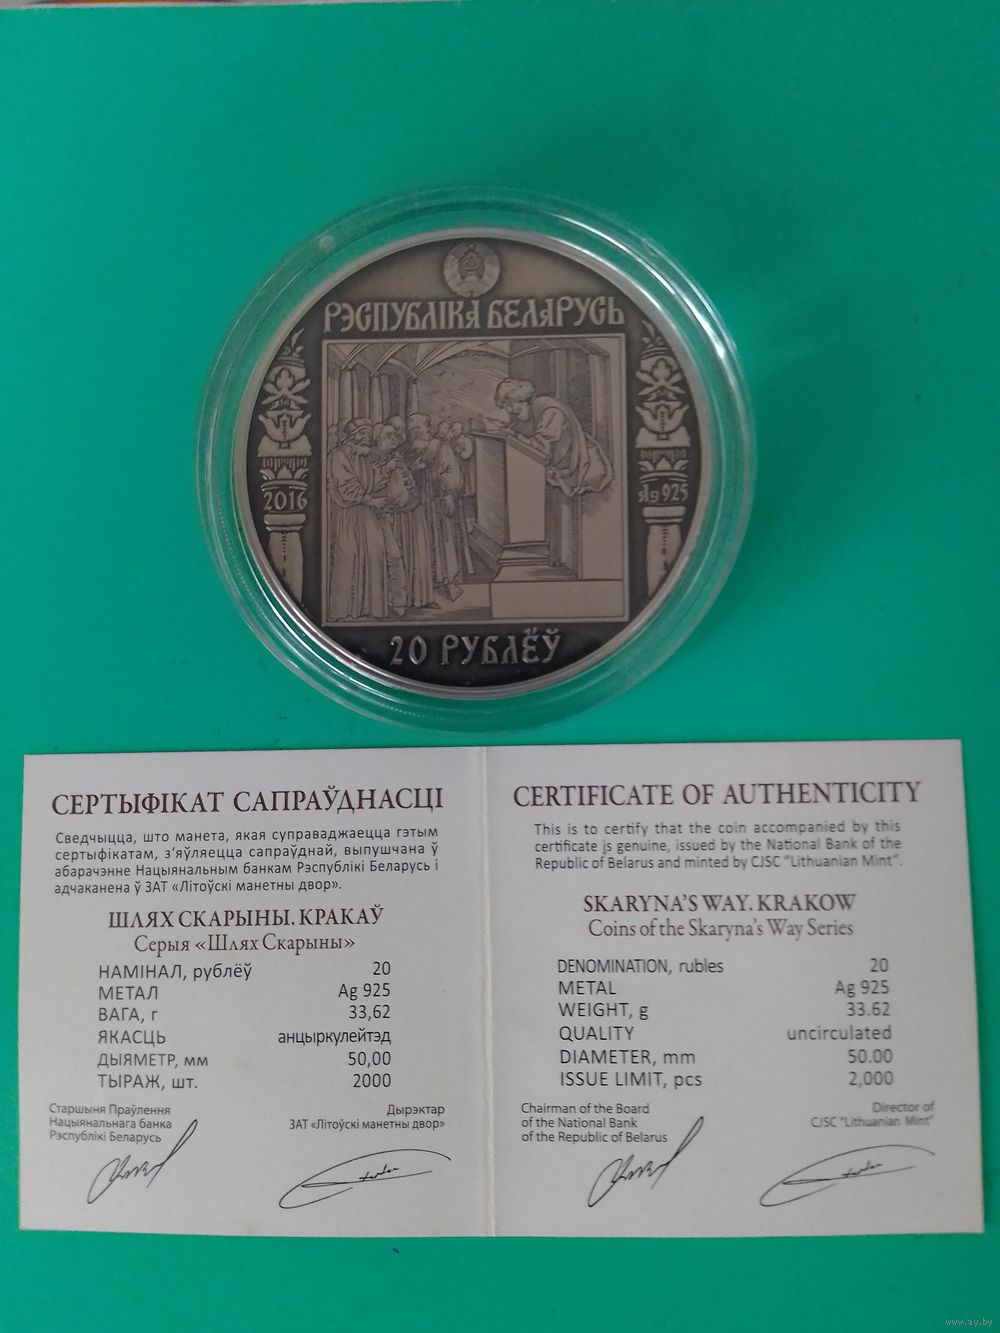 РЭСПУБЛІКА БЕЛАРУСЬ
2016
Ag 925
20 РУБЛЁЎ
СЕРТЫФІКАТ САПРАЎДНАСЦІ
Сведчыцца, што манета, якая суправаджаецца гэтым
сертыфікатам, з'яўляецца сапраўднай, выпушчана ў
абарачэнне Нацыянальным банкам Рэспублікі Беларусь і
адчаканена ў ЗАТ «Літоўскі манетны двор».
ШЛЯХ СКАРЫНЫ. КРАКАЎ
Серыя «Шлях Скарыны»
НАМІНАЛ, рублёў 20
МЕТАЛ Ag 925
ВАГА, г 33,62
ЯКАСЦЬ анцыркулейтэд
ДЫЯМЕТР, мм 50,00
ТЫРАЖ, шт. 2000
Старшыня Праўлення
Нацыянальнага банка
Рэспублікі Беларусь
Дырэктар
ЗАТ «Літоўскі манетны двор»
CERTIFICATE OF AUTHENTICITY
This is to certify that the coin accompanied by this
certificate is genuine, issued by the National Bank of the
Republic of Belarus and minted by CJSC "Lithuanian Mint".
SKARYNA'S WAY. KRAKOW
Coins of the Skaryna's Way Series
DENOMINATION, rubles 20
METAL Ag 925
WEIGHT, g 33.62
QUALITY uncirculated
DIAMETER, mm 50.00
ISSUE LIMIT, pcs 2,000
Chairman of the Board
of the National Bank
of the Republic of Belarus
Director of
CJSC "Lithuanian Mint"
www.ay.by